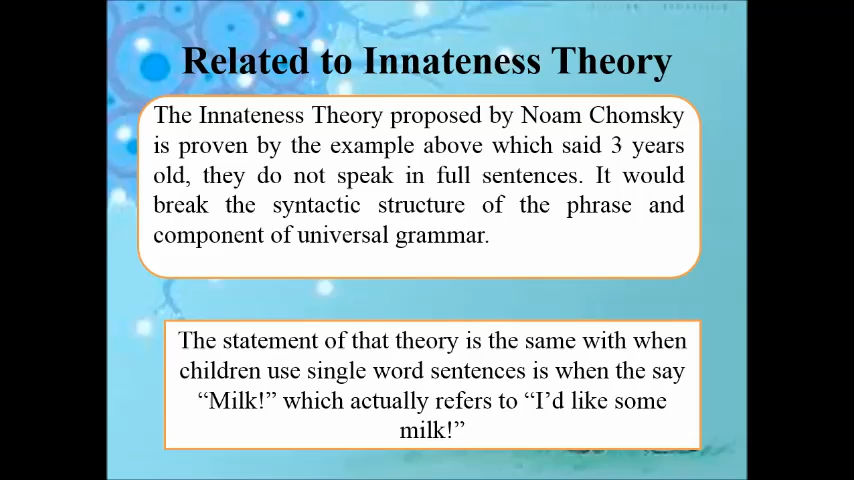 Related to Innateness Theory
The Innateness Theory proposed by Noam Chomsky
is proven by the example above which said 3 years
old, they do not speak in full sentences. It would
break the syntactic structure of the phrase and
component of universal grammar.
The statement of that theory is the same with when
children use single word sentences is when the say
“Milk!” which actually refers to “I’d like some
milk!”